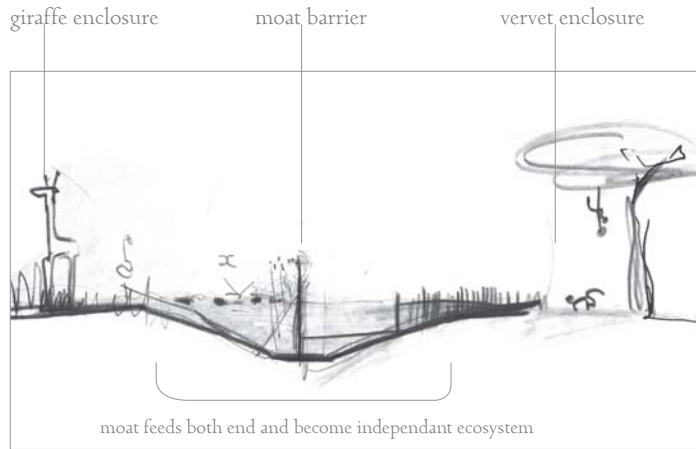 giraffe enclosure
moat barrier
vervet enclosure
moat feeds both end and become independant ecosystem